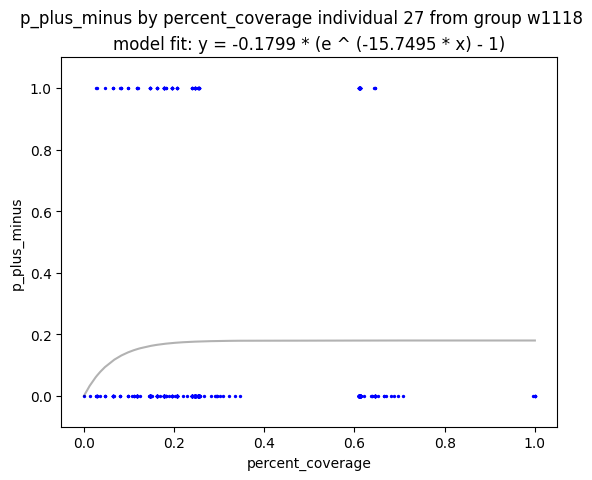 p_plus_minus by percent_coverage individual 27 from group w1118
model fit: y = -0.1799 * (e ^ (-15.7495 * x) - 1)
1.0
0.8
0.6
0.4
0.2
0.0
p_plus_minus
0.0 0.2 0.4 0.6 0.8 1.0
percent_coverage